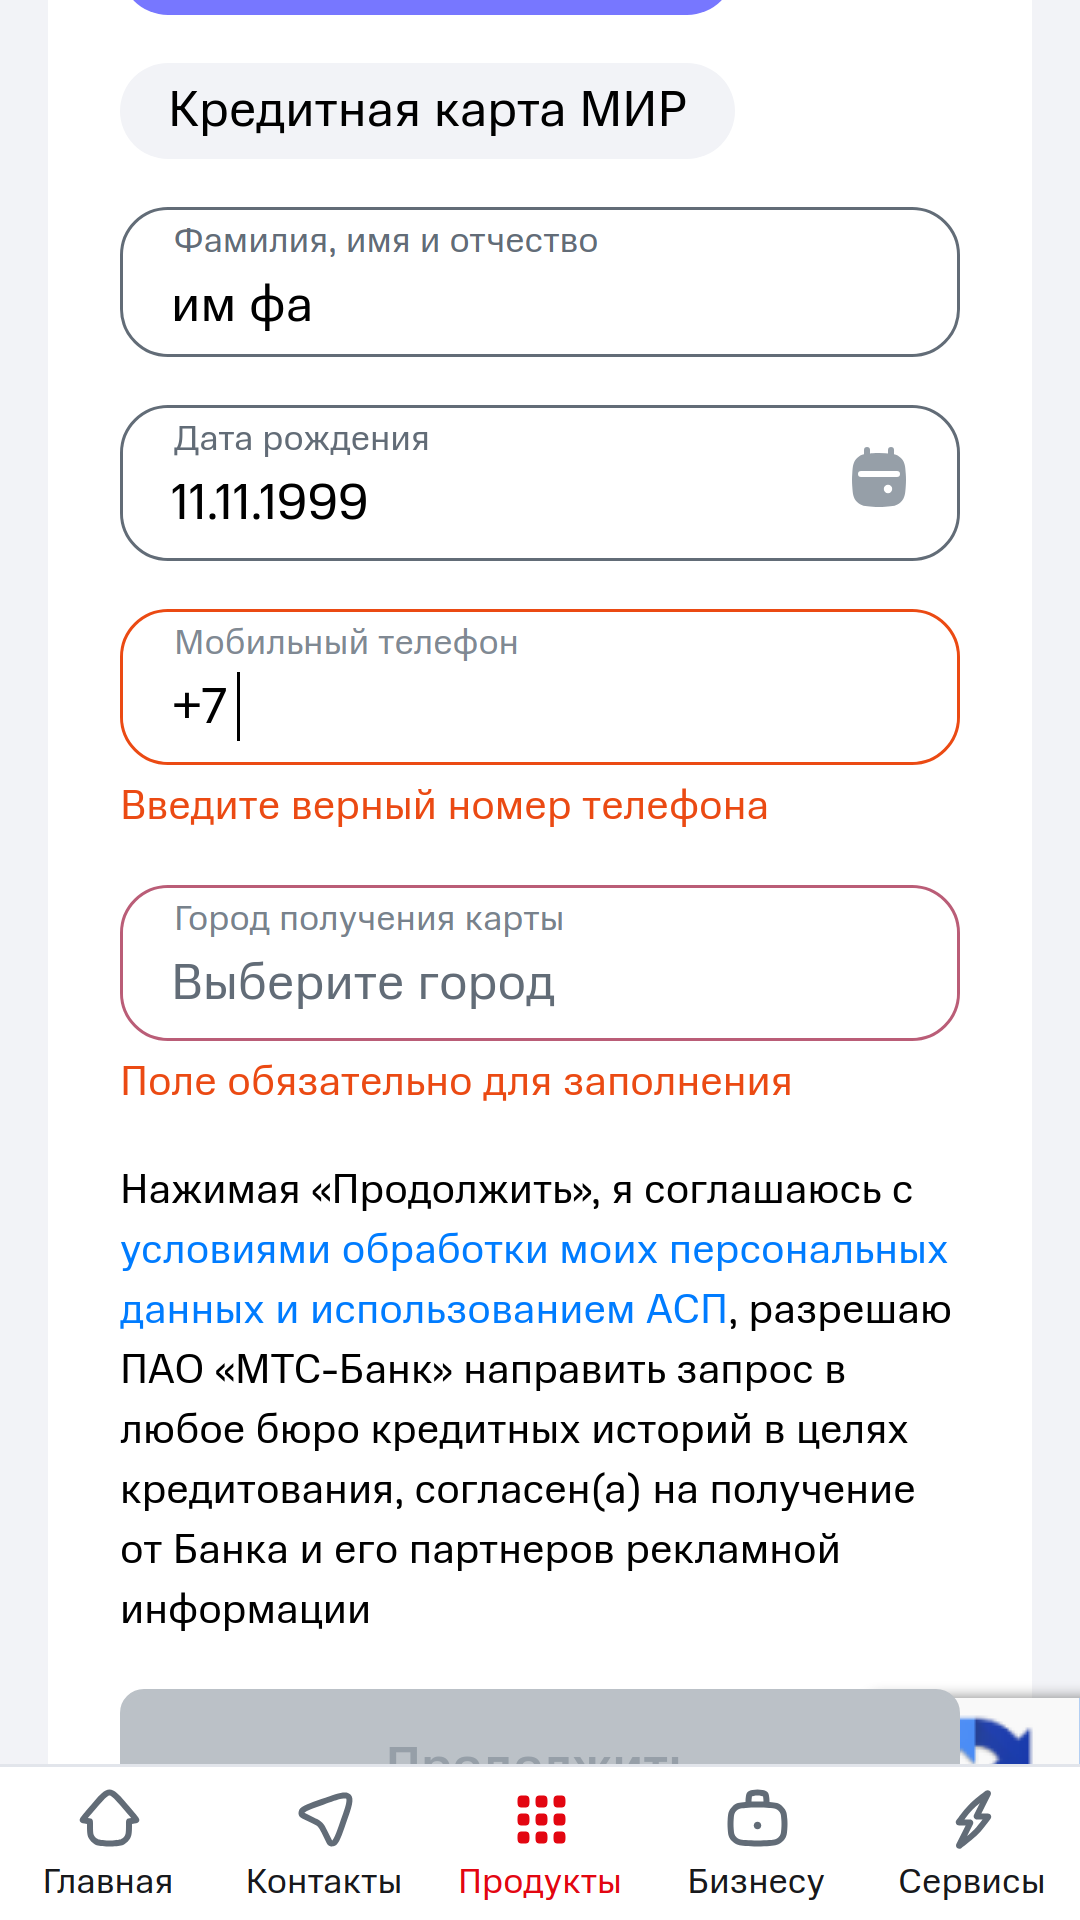 Кредитная карта МИР
Фамилия, имя и отчество
им фа
Дата рождения
11.11.1999
Мобильный телефон
+7
Введите верный номер телефона
Город получения карты
Выберите город
Поле обязательно для заполнения
Нажимая «Продолжить», я соглашаюсь с
условиями обработки моих персональных
данных и использованием АСП, разрешаю
ПАО «МТС-Банк» направить запрос в
любое бюро кредитных историй в целях
кредитования, согласен(а) на получение
от Банка и его партнеров рекламной
информации
Продолжить
Главная
Контакты
Продукты
Бизнесу
Сервисы